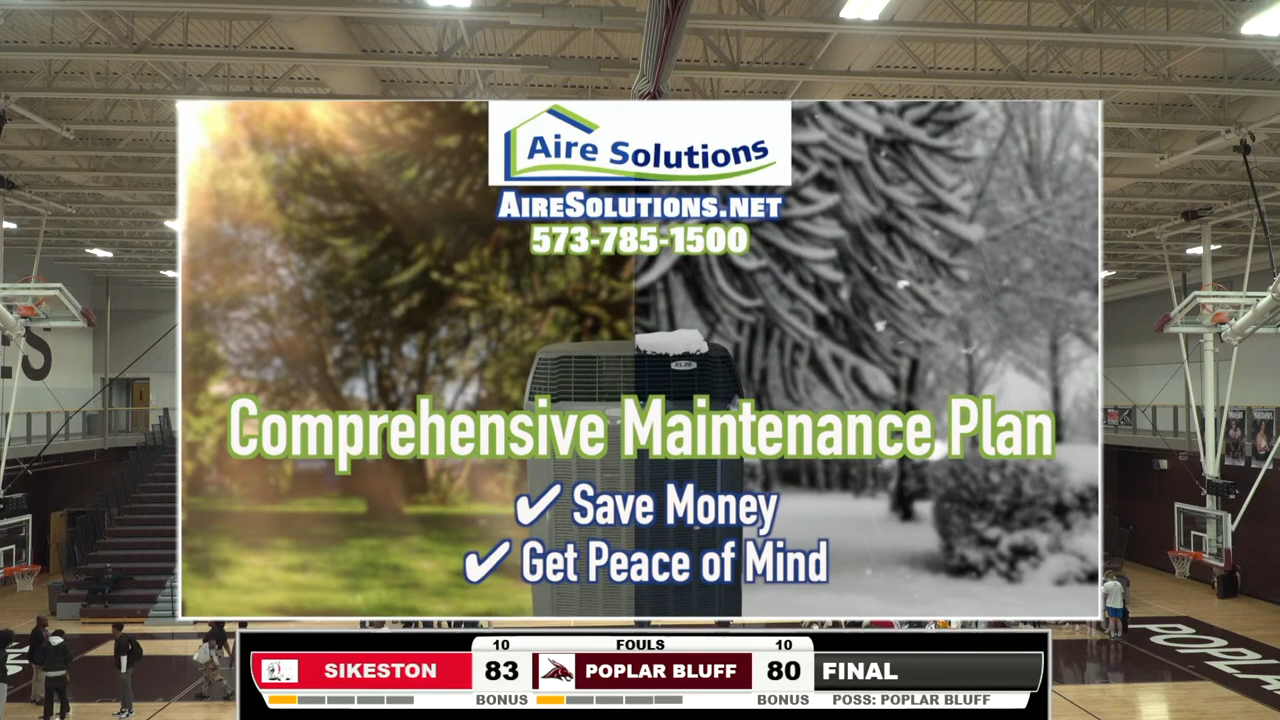 Aire Solutions
AIRESOLUTIONS.NET
573-785-1500
Comprehensive Maintenance Plan
✔ Save Money
✔ Get Peace of Mind
10 FOULS 10
SIKESTON 83 POPLAR BLUFF 80 FINAL
BONUS BONUS POSS: POPLAR BLUFF